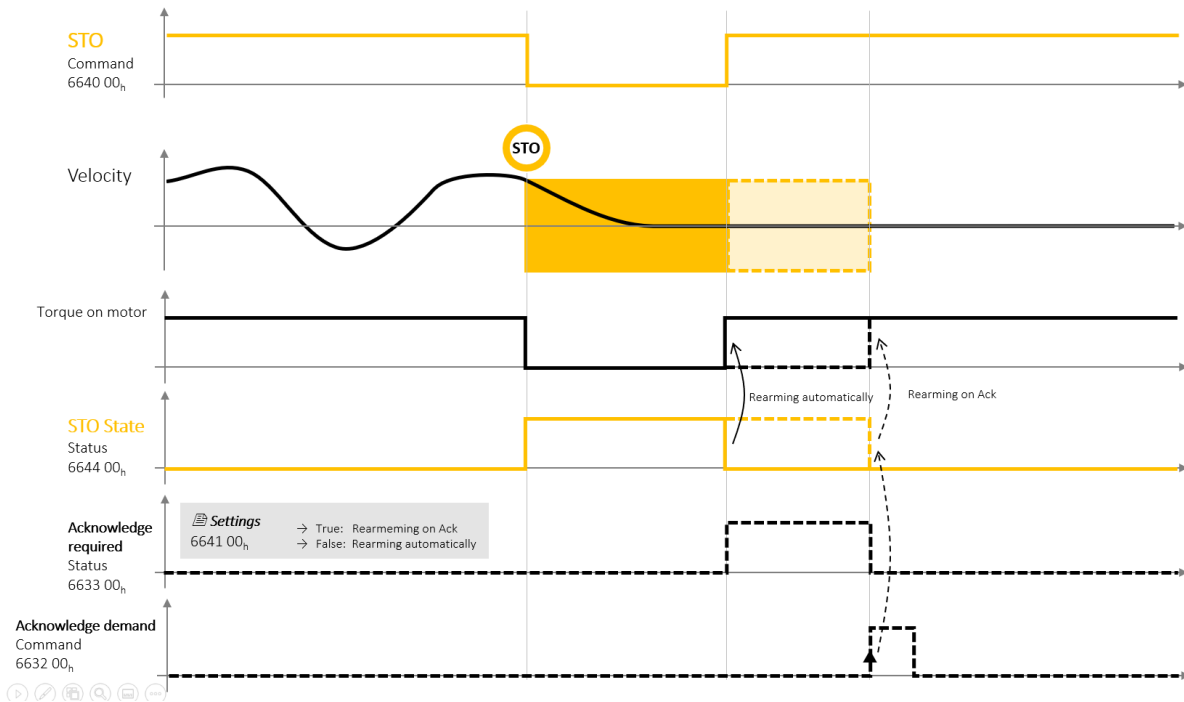 STO
Command
6640 00h
STO
Velocity
Torque on motor
Rearming automatically
Rearming on Ack
STO State
Status
6644 00h
Settings
6641 00h
→ True: Rearmeming on Ack
→ False: Rearming automatically
Acknowledge
required
Status
6633 00h
Acknowledge demand
Command
6632 00h